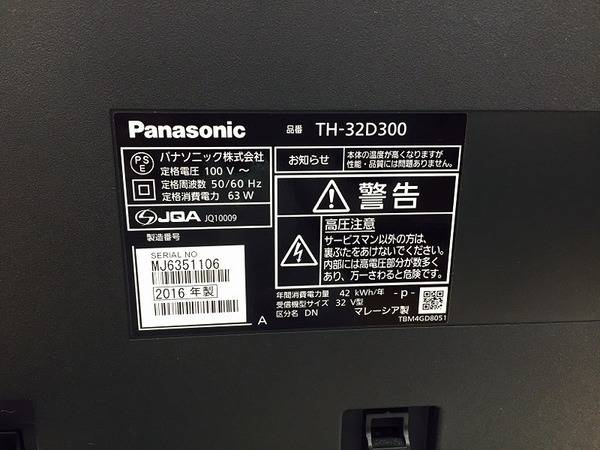 Panasonic
品番 TH-32D300
PS
E
パナソニック株式会社
定格電圧 100 V ～
定格周波数 50/60 Hz
定格消費電力 63 W
JQA JQ10009
製造番号
SERIAL NO
MJ6351106
2016 年製
A
お知らせ
本体の温度が高くなりますが
性能・品質には問題ありません。
警告
高圧注意
サービスマン以外の方は、
裏ぶたをあけないでください。
内部には高電圧部分が数多く
あり、万一さわると危険です。
年間消費電力量 42 kWh/年 -p-
受信機型サイズ 32 V型
区分名 DN マレーシア製
TBM4GD8051